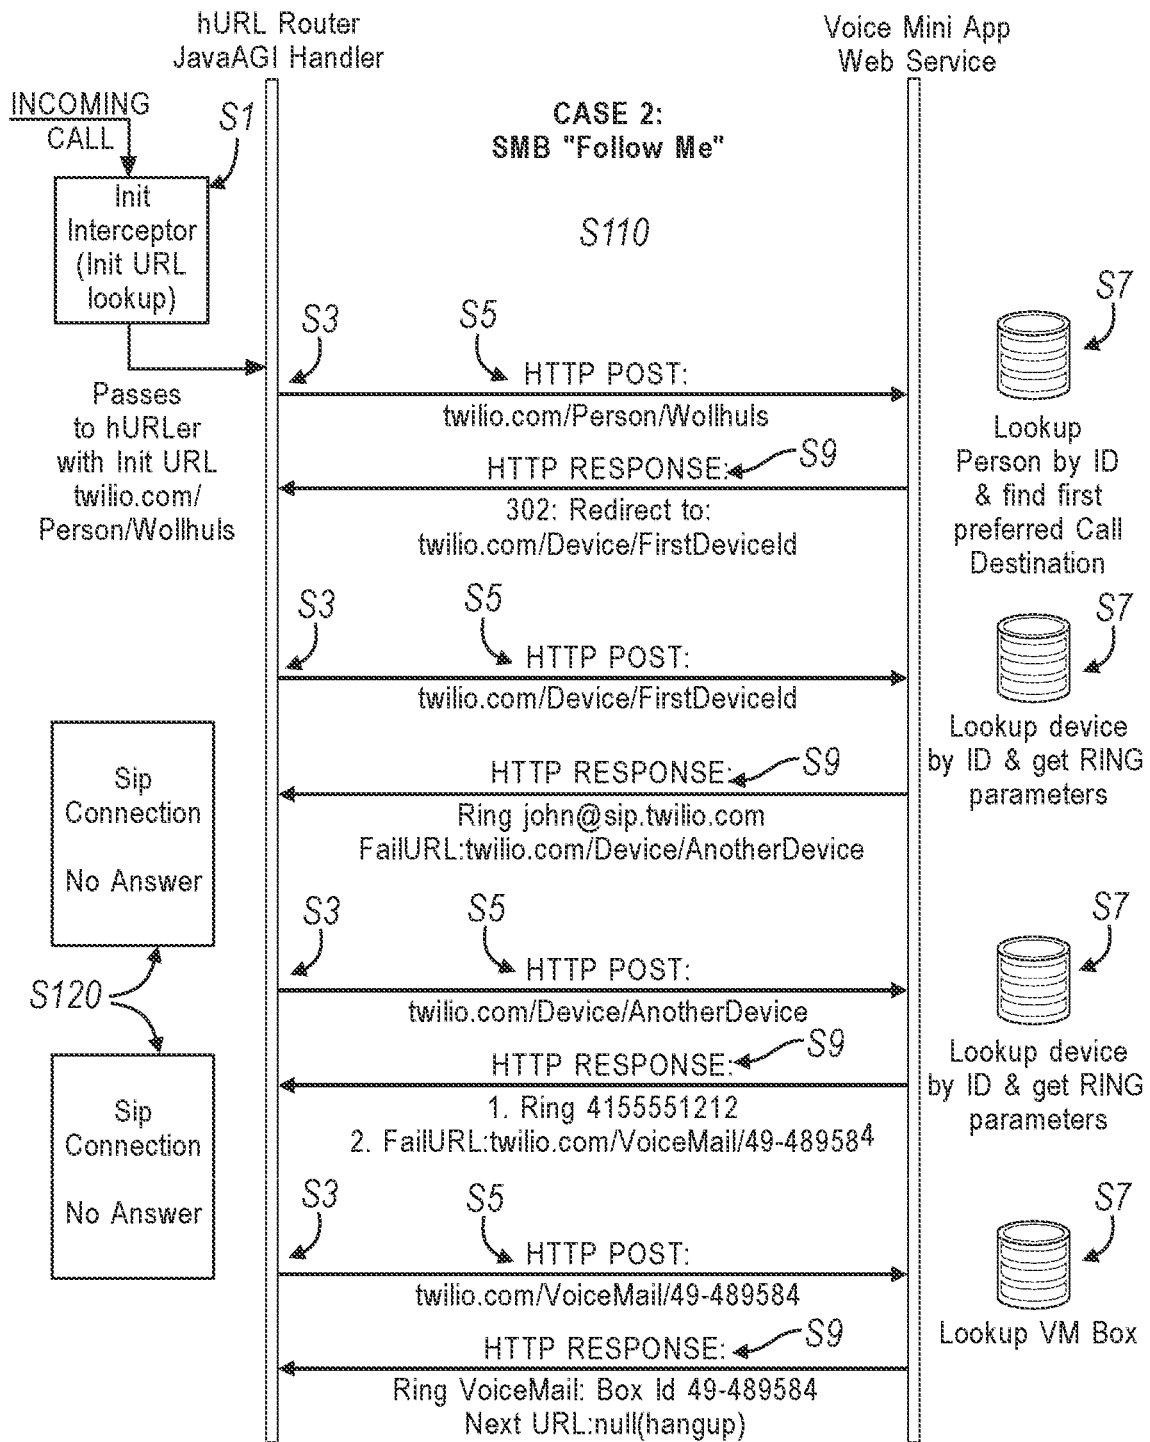 hURL Router
JavaAGI Handler
Voice Mini App
Web Service
INCOMING
CALL
S1
CASE 2:
SMB "Follow Me"
S110
Init
Interceptor
(Init URL
lookup)
Passes
to hURLer
with Init URL
twilio.com/
Person/Wollhuls
S3
S5
HTTP POST:
twilio.com/Person/Wollhuls
S7
Lookup
Person by ID
& find first
preferred Call
Destination
HTTP RESPONSE:
S9
302: Redirect to:
twilio.com/Device/FirstDeviceId
S3
S5
HTTP POST:
twilio.com/Device/FirstDeviceId
S7
Lookup device
by ID & get RING
parameters
HTTP RESPONSE:
S9
Ring john@sip.twilio.com
FailURL:twilio.com/Device/AnotherDevice
Sip
Connection
No Answer
S120
S3
S5
HTTP POST:
twilio.com/Device/AnotherDevice
S7
Lookup device
by ID & get RING
parameters
HTTP RESPONSE:
S9
1. Ring 4155551212
2. FailURL:twilio.com/VoiceMail/49-489584
Sip
Connection
No Answer
S3
S5
HTTP POST:
twilio.com/VoiceMail/49-489584
S7
Lookup VM Box
HTTP RESPONSE:
S9
Ring VoiceMail: Box Id 49-489584
Next URL:null(hangup)